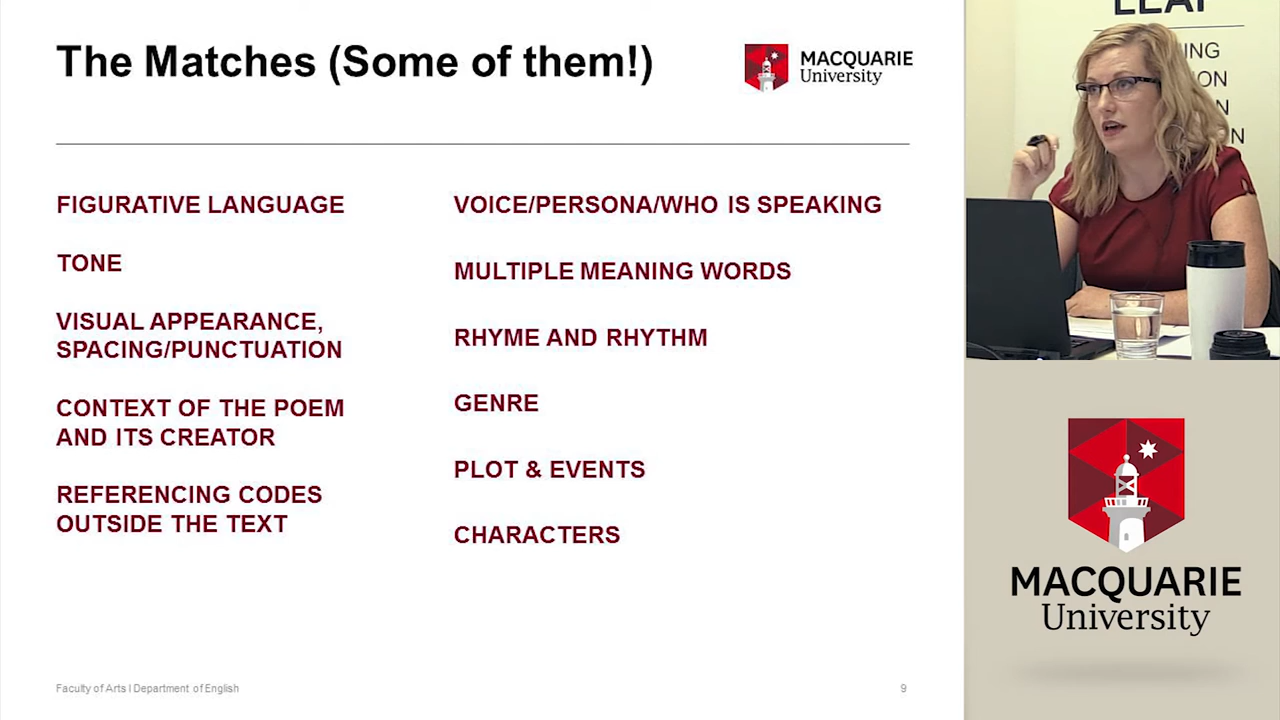 The Matches (Some of them!)
MACQUARIE
University
FIGURATIVE LANGUAGE
TONE
VISUAL APPEARANCE,
SPACING/PUNCTUATION
CONTEXT OF THE POEM
AND ITS CREATOR
REFERENCING CODES
OUTSIDE THE TEXT
VOICE/PERSONA/WHO IS SPEAKING
MULTIPLE MEANING WORDS
RHYME AND RHYTHM
GENRE
PLOT & EVENTS
CHARACTERS
Faculty of Arts I Department of English
9
MACQUARIE
University